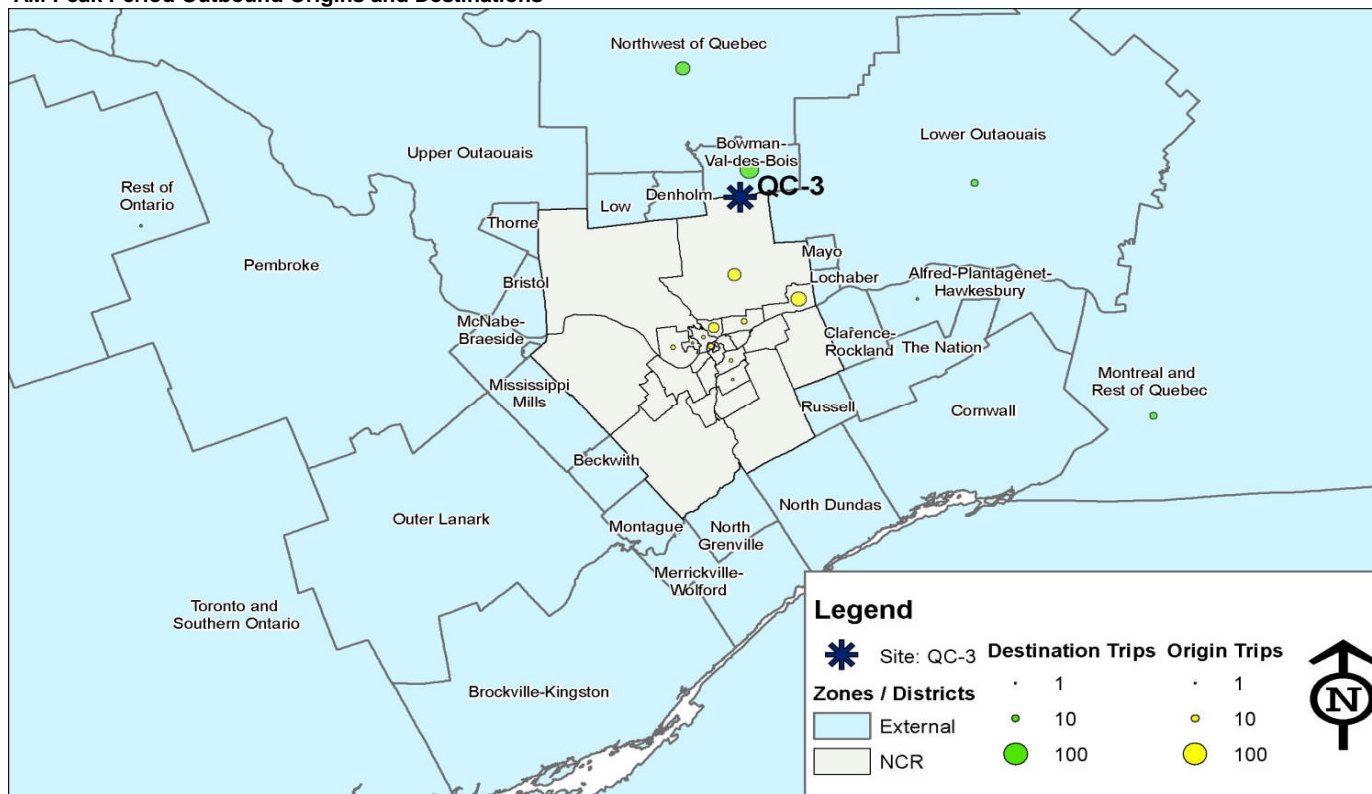 AM Peak Period Outbound Origins and Destinations
Northwest of Quebec
Lower Outaouais
Bowman-
Val-des-Bois
Upper Outaouais
QC-3
Rest of
Ontario
Denholm
Low
Thorne
Mayo
Pembroke
Lochaber
Alfred-Plantagenet-
Hawkesbury
Bristol
McNabe-
Braeside
Clarence-
Rockland
The Nation
Montreal and
Rest of Quebec
Mississippi
Mills
Russell
Cornwall
Beckwith
North Dundas
Outer Lanark
Montague
North
Grenville
Merrickville-
Wolford
Toronto and
Southern Ontario
Brockville-Kingston
Legend
Site: QC-3
Zones / Districts
External
NCR
Destination Trips
1
10
100
Origin Trips
1
10
100
N